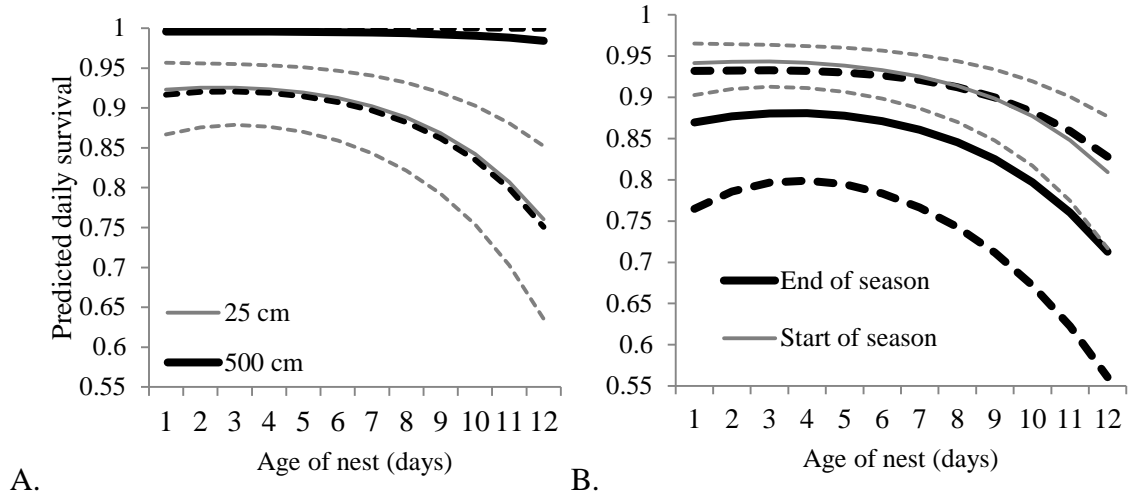 Predicted daily survival
1
0.95
0.9
0.85
0.8
0.75
0.7
0.65
0.6
0.55
25 cm
500 cm
1 2 3 4 5 6 7 8 9 10 11 12
Age of nest (days)
A.
1
0.95
0.9
0.85
0.8
0.75
0.7
0.65
0.6
0.55
End of season
Start of season
1 2 3 4 5 6 7 8 9 10 11 12
Age of nest (days)
B.